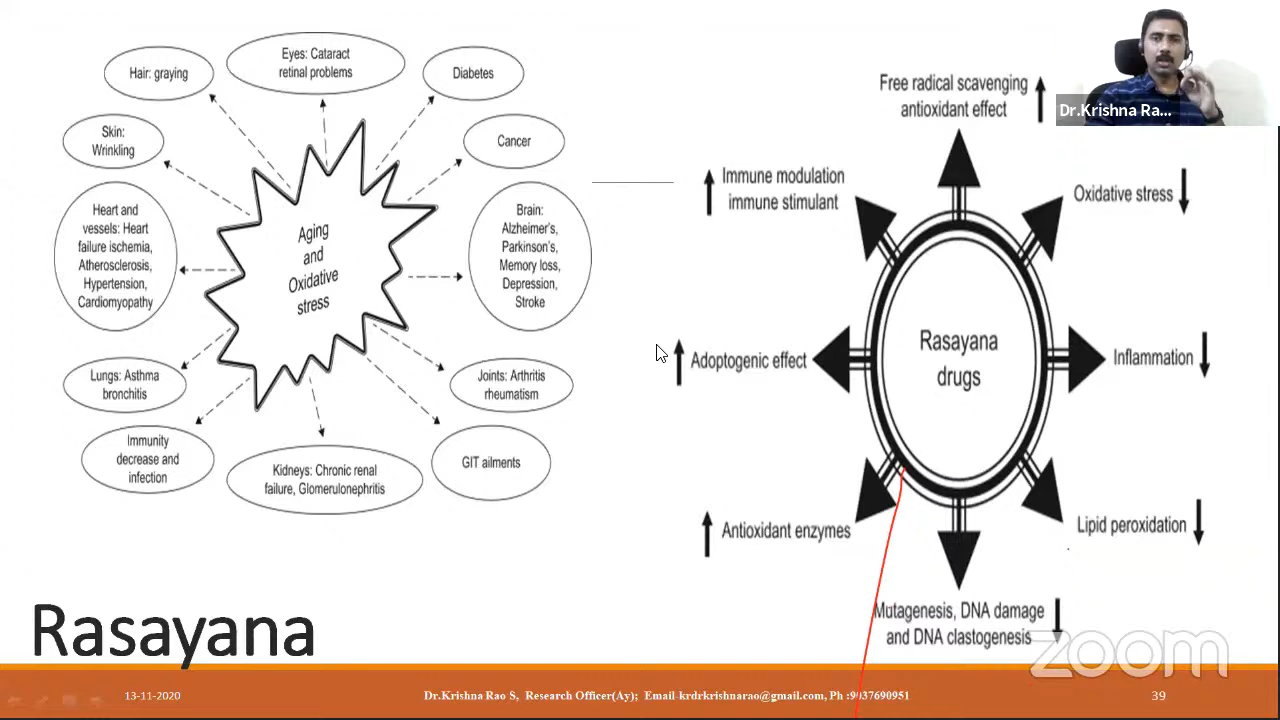 Hair: graying
Eyes: Cataract
retinal problems
Diabetes
Skin:
Wrinkling
Cancer
Heart and
vessels: Heart
failure ischemia,
Atherosclerosis,
Hypertension,
Cardiomyopathy
Aging
and
Oxidative
stress
Brain:
Alzheimer's,
Parkinson's,
Memory loss,
Depression,
Stroke
Lungs: Asthma
bronchitis
Joints: Arthritis
rheumatism
Immunity
decrease and
infection
Kidneys: Chronic renal
failure, Glomerulonephritis
GIT ailments
Free radical scavenging
antioxidant effect
Immune modulation
immune stimulant
Oxidative stress
Adoptogenic effect
Rasayana
drugs
Inflammation
Antioxidant enzymes
Lipid peroxidation
Mutagenesis, DNA damage
and DNA clastogenesis
Dr.Krishna Ra...
Rasayana
zoom
13-11-2020
Dr.Krishna Rao S, Research Officer(Ay); Email-krdrkrishnarao@gmail.com, Ph :9037690951
39